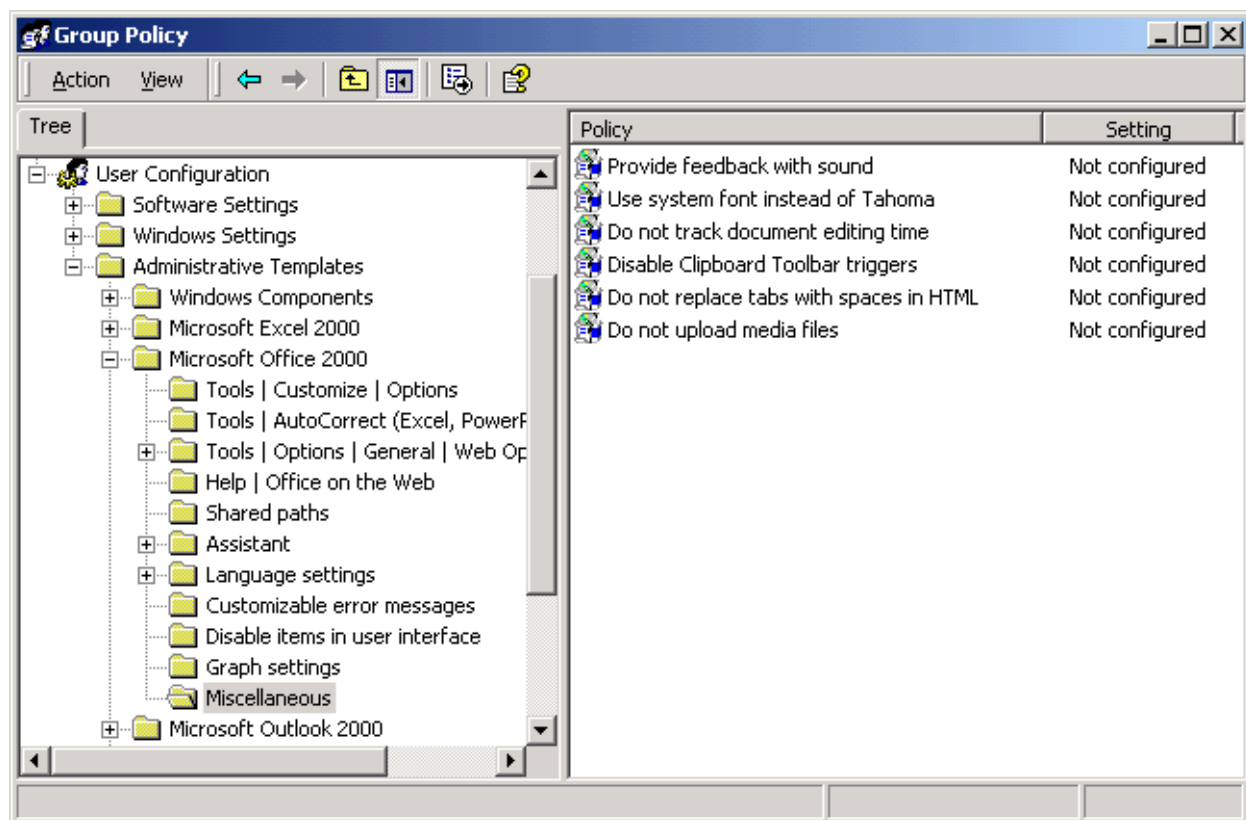 Group Policy
Action View
Tree
User Configuration
Software Settings
Windows Settings
Administrative Templates
Windows Components
Microsoft Excel 2000
Microsoft Office 2000
Tools | Customize | Options
Tools | AutoCorrect (Excel, PowerP
Tools | Options | General | Web Op
Help | Office on the Web
Shared paths
Assistant
Language settings
Customizable error messages
Disable items in user interface
Graph settings
Miscellaneous
Microsoft Outlook 2000
Policy Setting
Provide feedback with sound Not configured
Use system font instead of Tahoma Not configured
Do not track document editing time Not configured
Disable Clipboard Toolbar triggers Not configured
Do not replace tabs with spaces in HTML Not configured
Do not upload media files Not configured